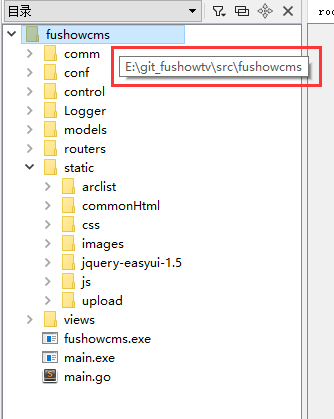 目录
roo
fushowcms
comm
E:\git_fushowtv\src\fushowcms
conf
control
Logger
models
routers
static
arclist
commonHtml
css
images
jquery-easyui-1.5
js
upload
views
fushowcms.exe
main.exe
main.go